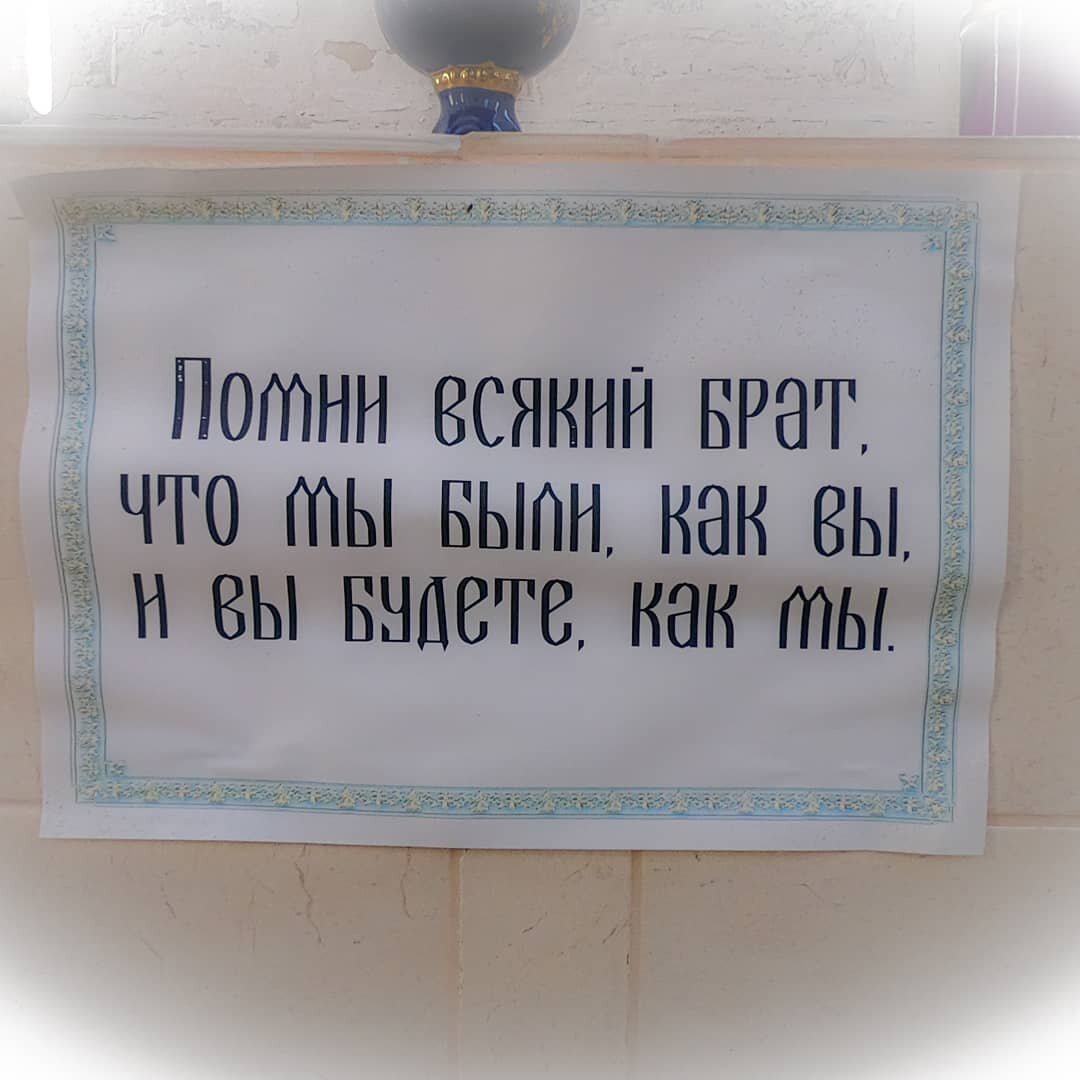 Помни всякий брат,
что мы были, как вы,
и вы будете, как мы.